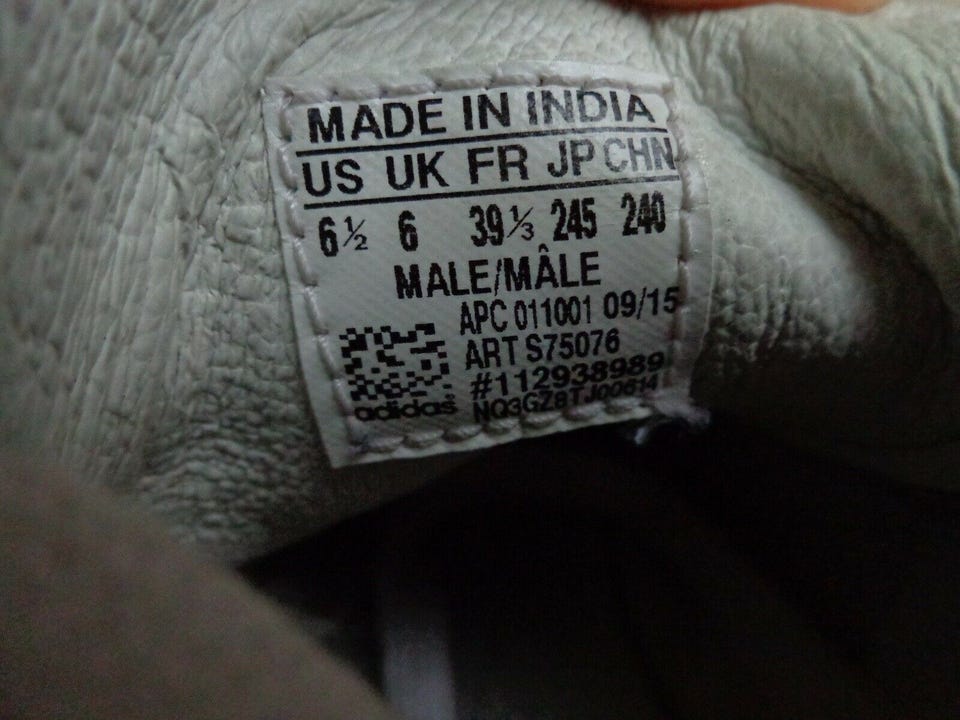 MADE IN INDIA
US UK FR JP CHN
6½ 6 39⅓ 245 240
MALE/MÂLE
APC 011001 09/15
ART S75076
#112938989
adidas NQ3GZ8TJ00614